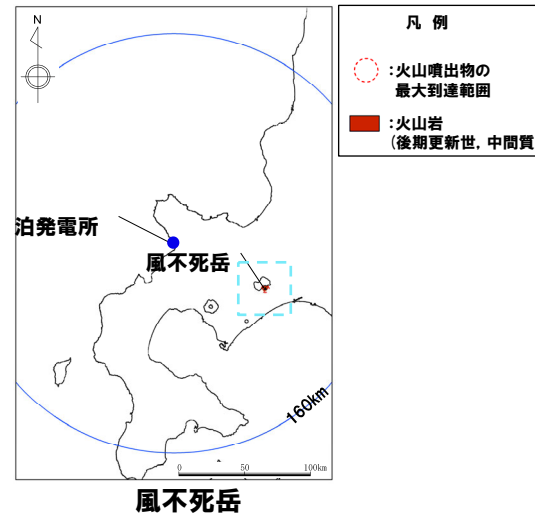 N
凡 例
:火山噴出物の
最大到達範囲
:火山岩
(後期更新世, 中間質
泊発電所
風不死岳
160km
0 50 100km
風不死岳